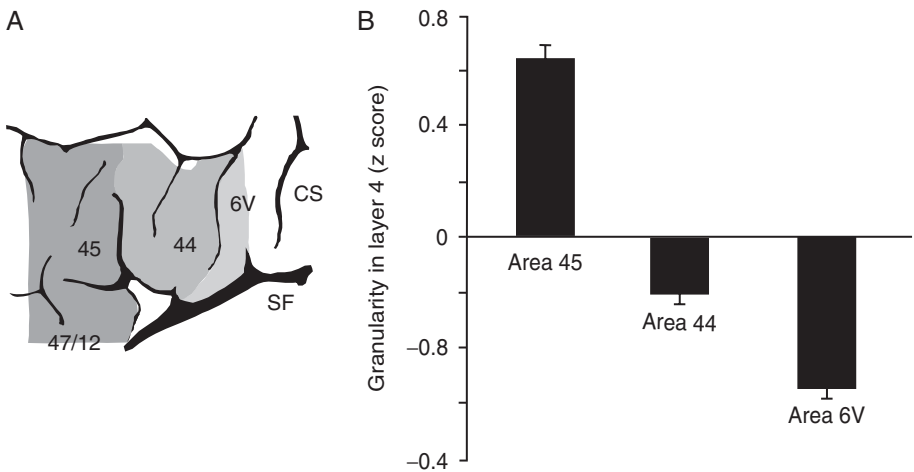 A
45
44
6V
CS
SF
47/12
B
Granularity in layer 4 (z score)
0.8
0.4
0
−0.8
−0.4
Area 45
Area 44
Area 6V